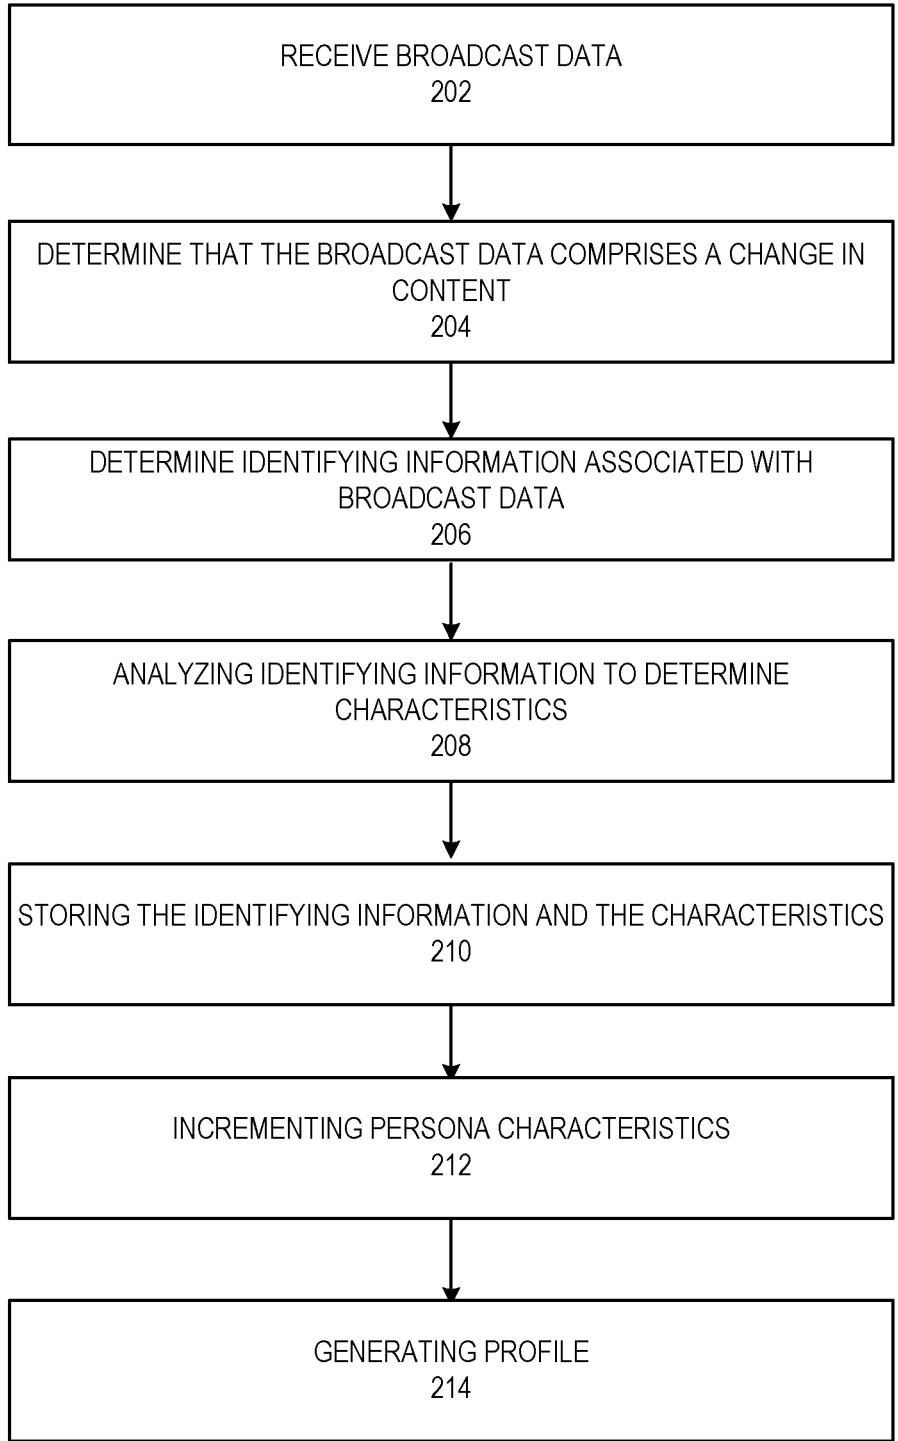 RECEIVE BROADCAST DATA
202
DETERMINE THAT THE BROADCAST DATA COMPRISES A CHANGE IN
CONTENT
204
DETERMINE IDENTIFYING INFORMATION ASSOCIATED WITH
BROADCAST DATA
206
ANALYZING IDENTIFYING INFORMATION TO DETERMINE
CHARACTERISTICS
208
STORING THE IDENTIFYING INFORMATION AND THE CHARACTERISTICS
210
INCREMENTING PERSONA CHARACTERISTICS
212
GENERATING PROFILE
214